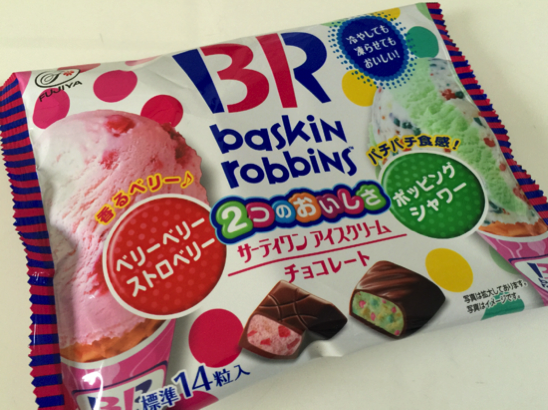 FUJIYA
BR
冷やしても
凍らせても
おいしい!
baskin
robbins
香るベリー♪
ベリーベリー
ストロベリー
パチパチ食感!
ポッピング
シャワー
2つのおいしさ
サーティワン アイスクリーム
チョコレート
写真は拡大してあります。
写真はイメージです。
BR
標準14粒入